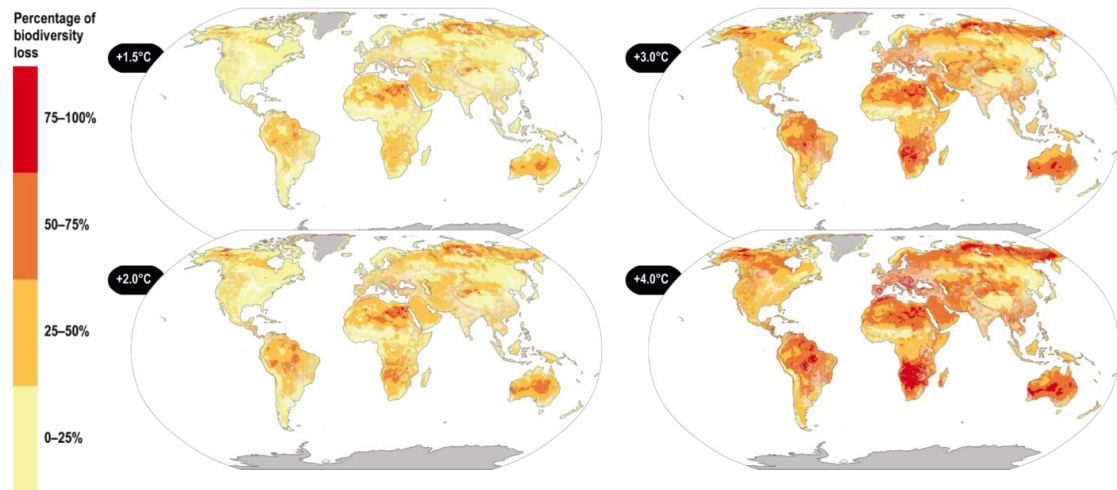 Percentage of
biodiversity
loss
75–100%
50–75%
25–50%
0–25%
+1.5°C
+3.0°C
+2.0°C
+4.0°C